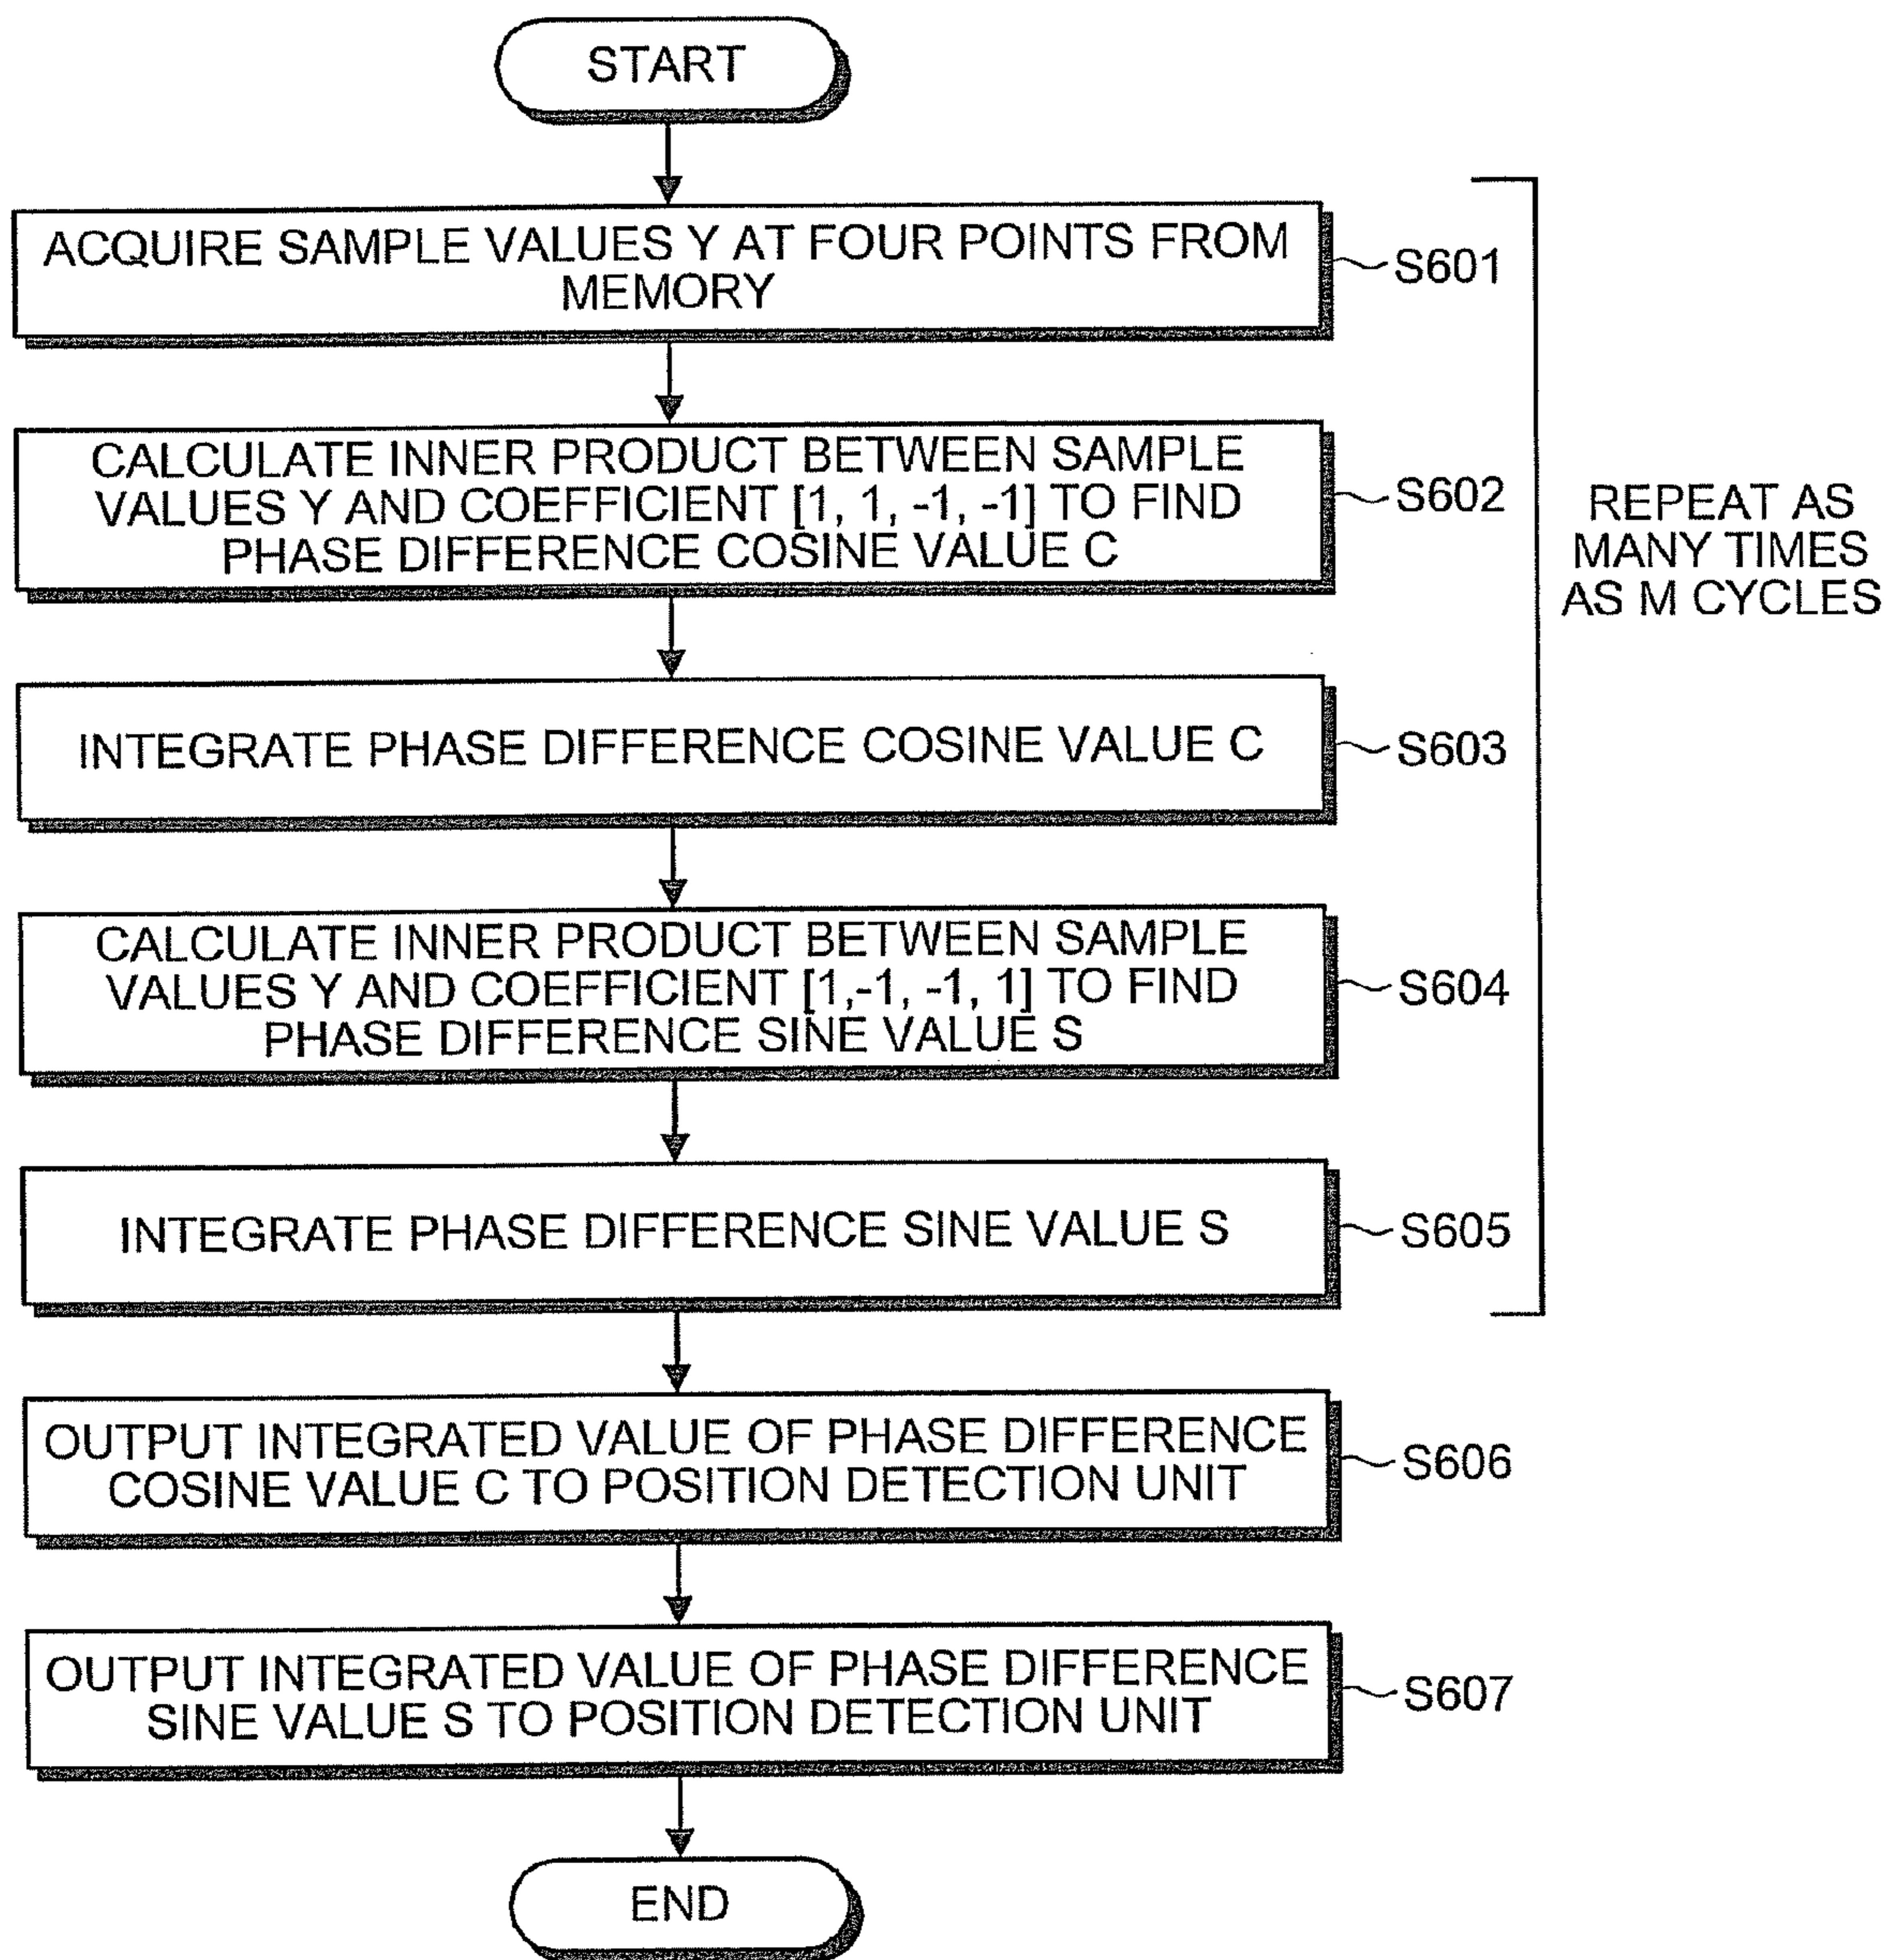 START
ACQUIRE SAMPLE VALUES Y AT FOUR POINTS FROM
MEMORY
S601
CALCULATE INNER PRODUCT BETWEEN SAMPLE
VALUES Y AND COEFFICIENT [1, 1, -1, -1] TO FIND
PHASE DIFFERENCE COSINE VALUE C
S602
REPEAT AS
MANY TIMES
AS M CYCLES
INTEGRATE PHASE DIFFERENCE COSINE VALUE C
S603
CALCULATE INNER PRODUCT BETWEEN SAMPLE
VALUES Y AND COEFFICIENT [1,-1, -1, 1] TO FIND
PHASE DIFFERENCE SINE VALUE S
S604
INTEGRATE PHASE DIFFERENCE SINE VALUE S
S605
OUTPUT INTEGRATED VALUE OF PHASE DIFFERENCE
COSINE VALUE C TO POSITION DETECTION UNIT
S606
OUTPUT INTEGRATED VALUE OF PHASE DIFFERENCE
SINE VALUE S TO POSITION DETECTION UNIT
S607
END